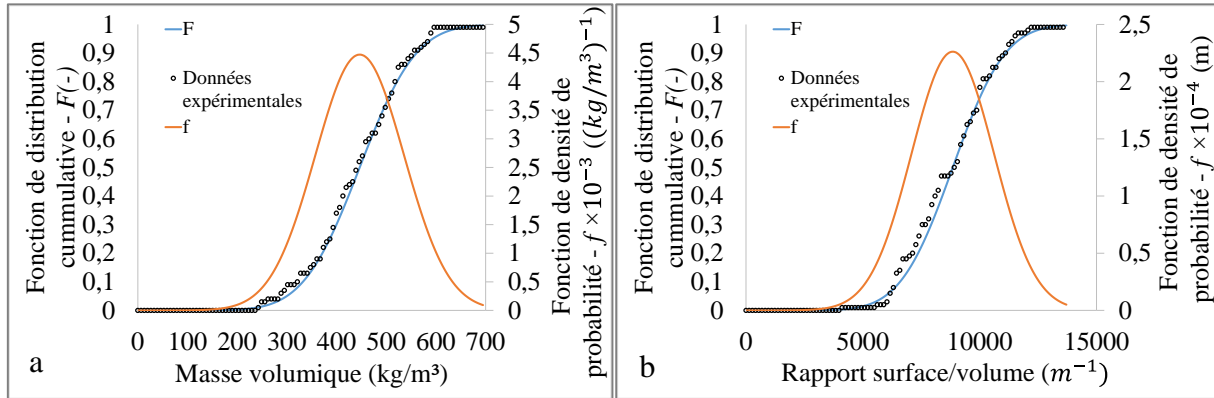 Fonction de distribution
cummulative - F(-)
1
0,9
0,8
0,7
0,6
0,5
0,4
0,3
0,2
0,1
0
F
Données
expérimentales
f
5
4,5
4
3,5
3
2,5
2
1,5
1
0,5
0
Fonction de densité de
probabilité - f ×10⁻³ ((kg/m³)⁻¹)
0 100 200 300 400 500 600 700
a
Masse volumique (kg/m³)
Fonction de distribution
cummulative - F(-)
1
0,9
0,8
0,7
0,6
0,5
0,4
0,3
0,2
0,1
0
F
Données
expérimentales
f
2,5
2
1,5
1
0,5
0
Fonction de densité de
probabilité - f ×10⁻⁴ (m)
0 5000 10000 15000
b
Rapport surface/volume (m⁻¹)